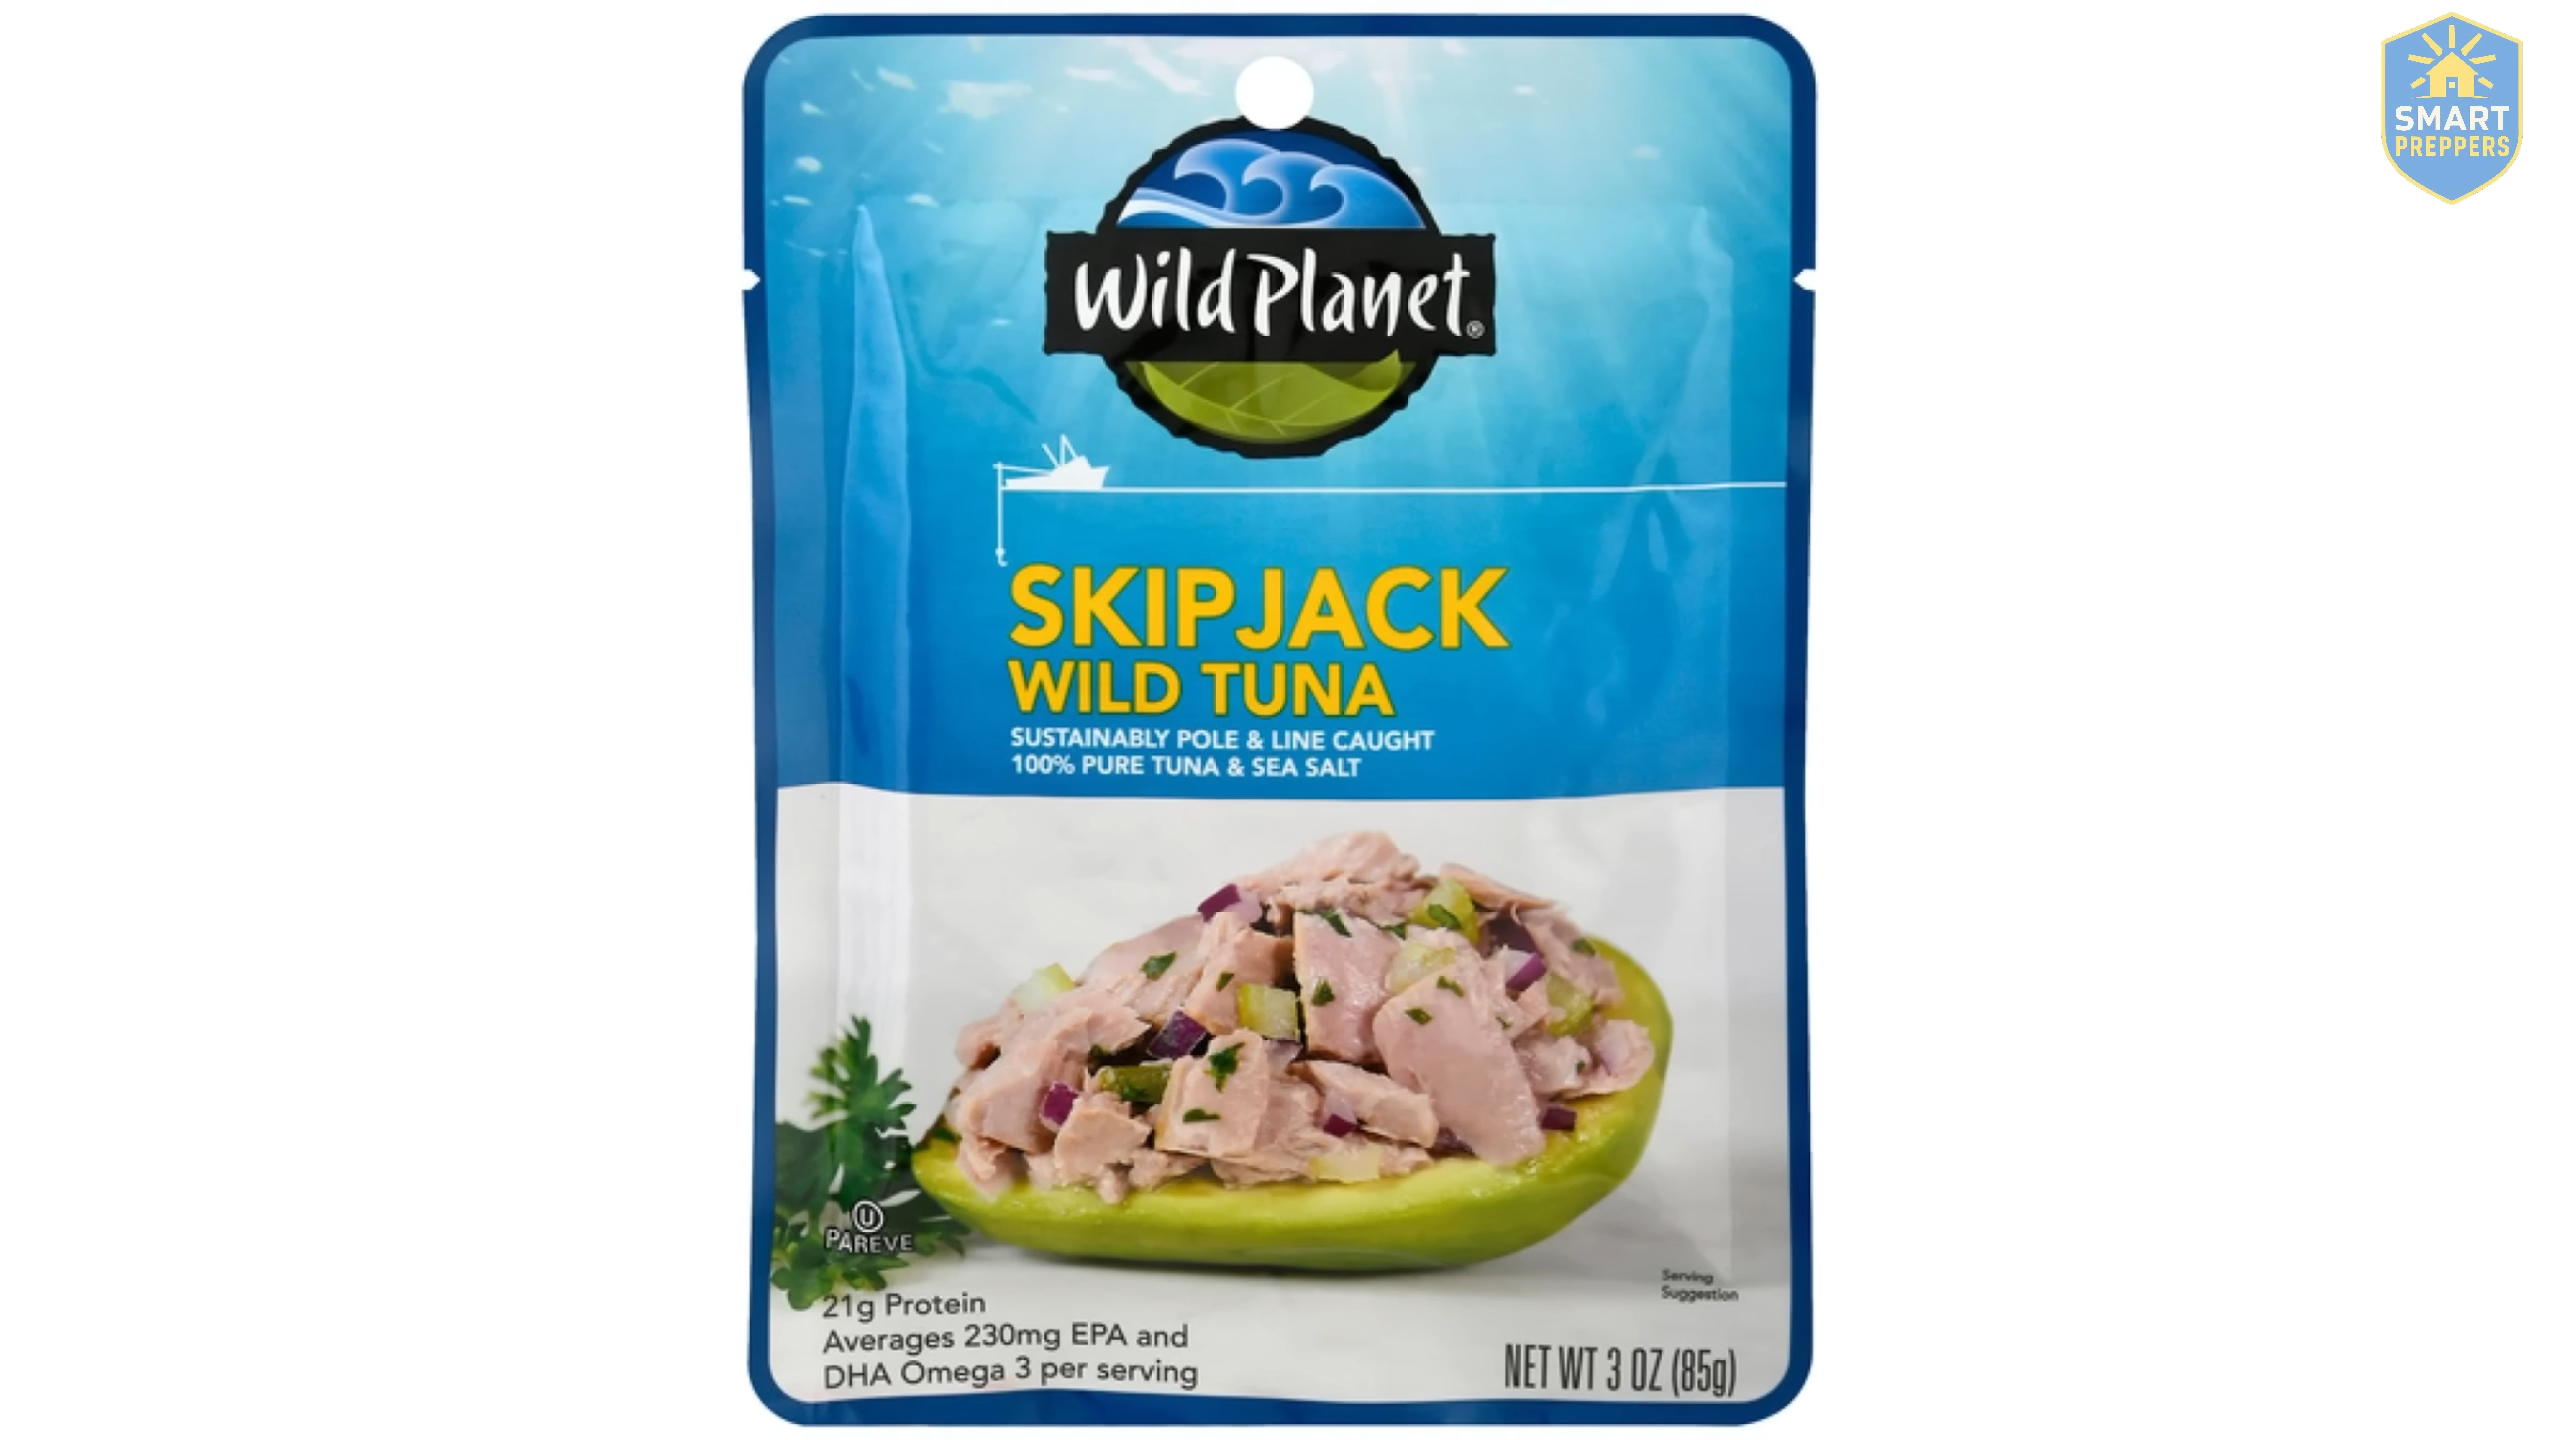 SMART
PREPPERS
Wild Planet®
SKIPJACK
WILD TUNA
SUSTAINABLY POLE & LINE CAUGHT
100% PURE TUNA & SEA SALT
U
PAREVE
Serving
Suggestion
21g Protein
Averages 230mg EPA and
DHA Omega 3 per serving
NET WT 3 OZ (85g)